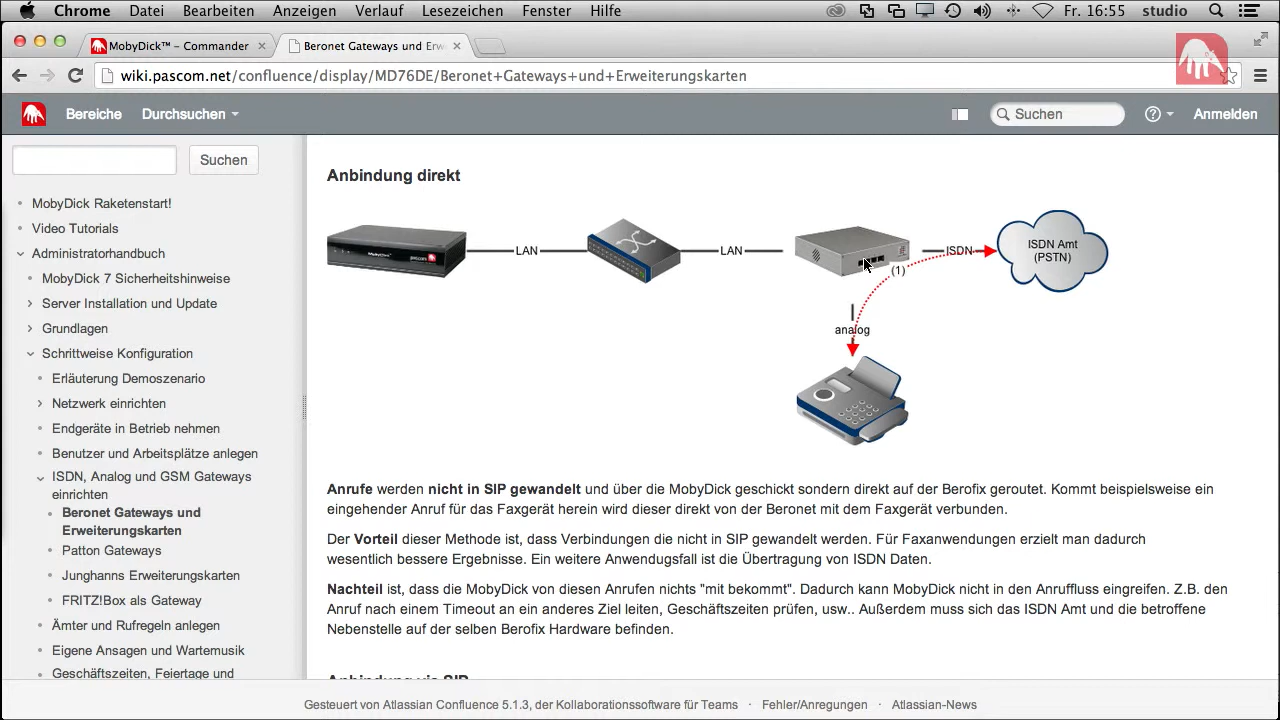 Chrome Datei Bearbeiten Anzeigen Verlauf Lesezeichen Fenster Hilfe Fr. 16:55 studio
MobyDick™ – Commander
Beronet Gateways und Erw
wiki.pascom.net/confluence/display/MD76DE/Beronet+Gateways+und+Erweiterungskarten
Bereiche Durchsuchen Suchen Anmelden
Suchen
MobyDick Raketenstart!
Video Tutorials
Administratorhandbuch
MobyDick 7 Sicherheitshinweise
Server Installation und Update
Grundlagen
Schrittweise Konfiguration
Erläuterung Demoszenario
Netzwerk einrichten
Endgeräte in Betrieb nehmen
Benutzer und Arbeitsplätze anlegen
ISDN, Analog und GSM Gateways
einrichten
Beronet Gateways und
Erweiterungskarten
Patton Gateways
Junghanns Erweiterungskarten
FRITZ!Box als Gateway
Ämter und Rufregeln anlegen
Eigene Ansagen und Wartemusik
Geschäftszeiten, Feiertage und
Anbindung direkt
MobyDick
pascom
LAN
LAN
ISDN
ISDN Amt
(PSTN)
(1)
analog
Anrufe werden nicht in SIP gewandelt und über die MobyDick geschickt sondern direkt auf der Berofix geroutet. Kommt beispielsweise ein
eingehender Anruf für das Faxgerät herein wird dieser direkt von der Beronet mit dem Faxgerät verbunden.
Der Vorteil dieser Methode ist, dass Verbindungen die nicht in SIP gewandelt werden. Für Faxanwendungen erzielt man dadurch
wesentlich bessere Ergebnisse. Ein weitere Anwendugsfall ist die Übertragung von ISDN Daten.
Nachteil ist, dass die MobyDick von diesen Anrufen nichts "mit bekommt". Dadurch kann MobyDick nicht in den Anruffluss eingreifen. Z.B. den
Anruf nach einem Timeout an ein anderes Ziel leiten, Geschäftszeiten prüfen, usw.. Außerdem muss sich das ISDN Amt und die betroffene
Nebenstelle auf der selben Berofix Hardware befinden.
Anbindung via SIP
Gesteuert von Atlassian Confluence 5.1.3, der Kollaborationssoftware für Teams · Fehler/Anregungen · Atlassian-News